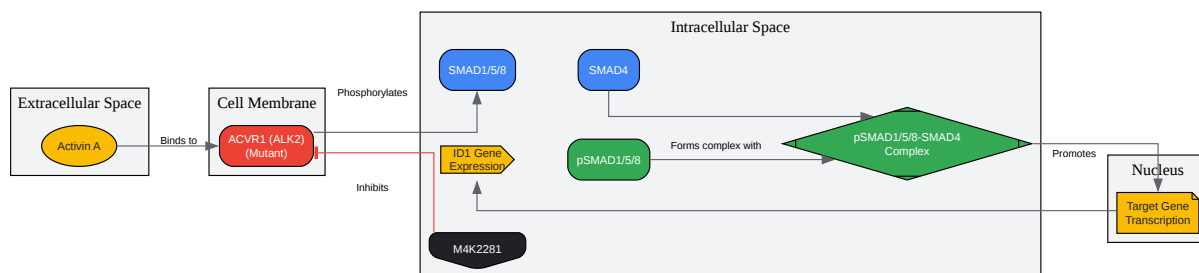 Intracellular Space
SMAD1/5/8
SMAD4
Extracellular Space
Cell Membrane
Phosphorylates
Activin A
Binds to
ACVR1 (ALK2)
(Mutant)
ID1 Gene
Expression
pSMAD1/5/8
Forms complex with
pSMAD1/5/8-SMAD4
Complex
Promotes
Nucleus
Inhibits
Target Gene
Transcription
M4K2281